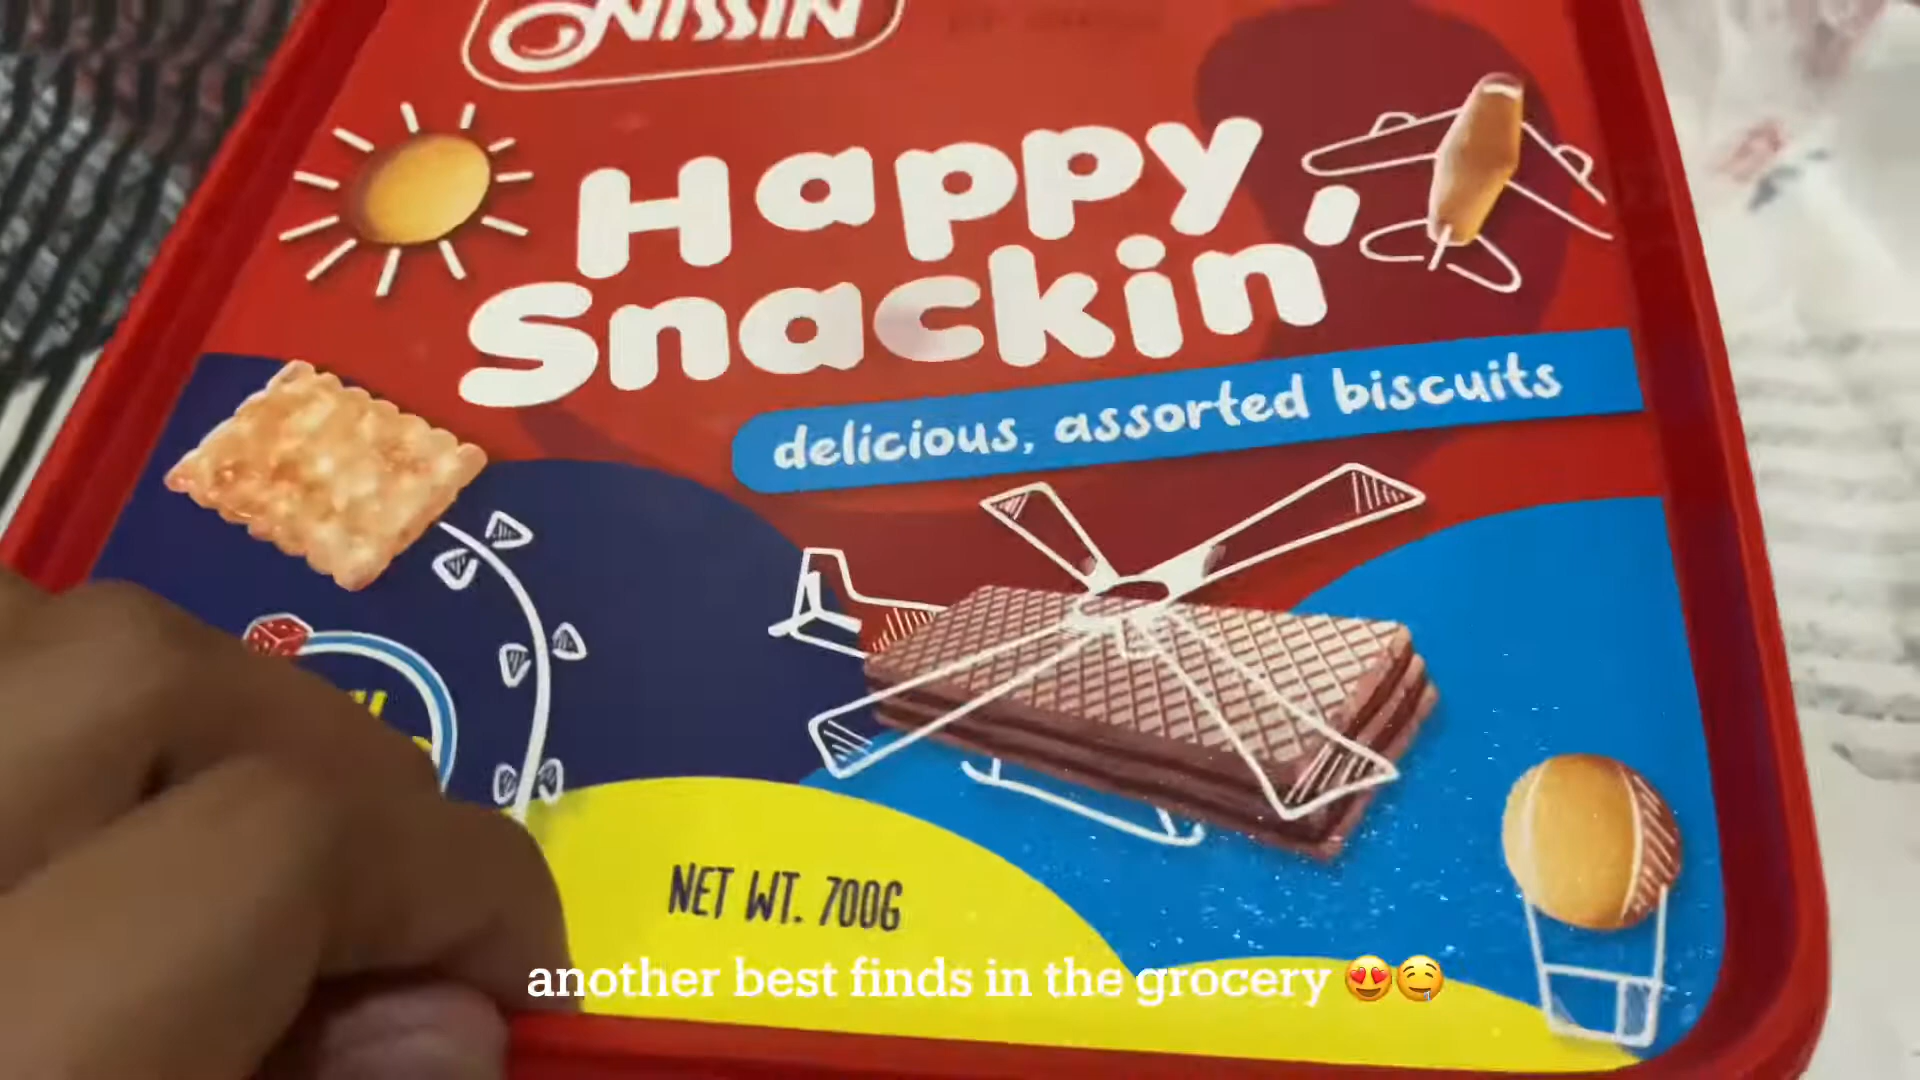 NISSIN
Happy
Snackin'
delicious, assorted biscuits
NET WT. 700G
another best finds in the grocery 😍🤤